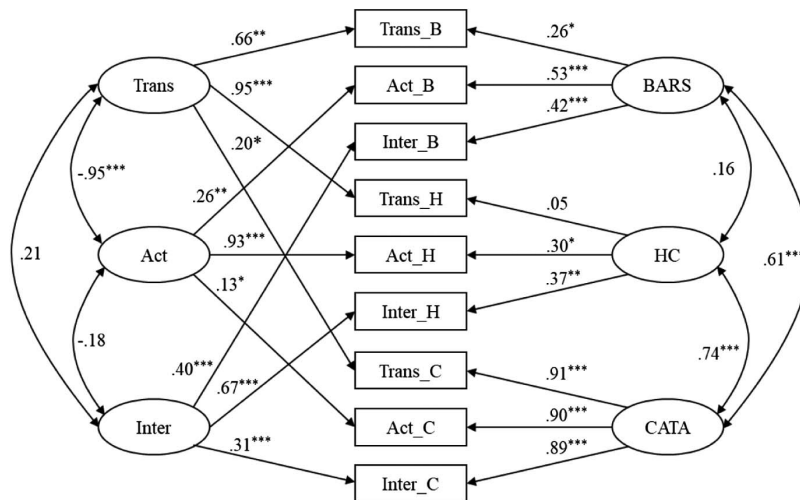 Trans_B
.66**
.26*
Trans
.95***
Act_B
.53***
BARS
.42***
.20*
Inter_B
-.95***
.16
.26**
Trans_H
.05
.21
Act
.93***
Act_H
.30*
HC
.61***
.13*
.37**
Inter_H
-.18
.40***
.67***
Trans_C
.91***
.74***
Inter
Act_C
.90***
CATA
.31***
.89***
Inter_C